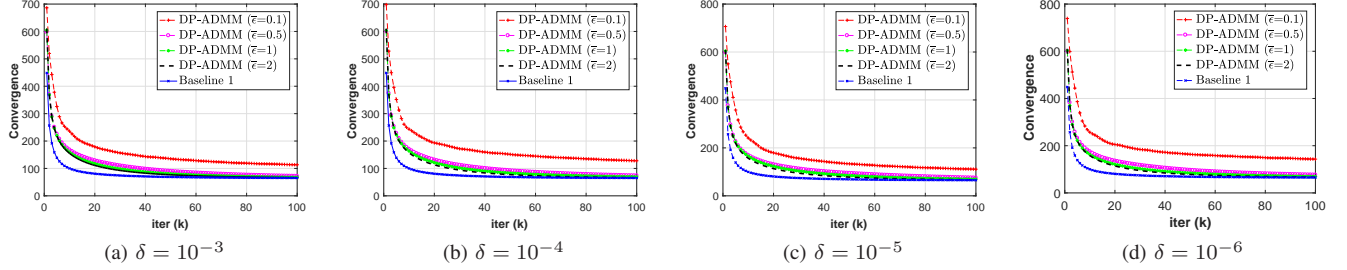 700
600
500
400
300
200
100
0
Convergence
0 20 40 60 80 100
iter (k)
DP-ADMM (ε̅=0.1)
DP-ADMM (ε̅=0.5)
DP-ADMM (ε̅=1)
DP-ADMM (ε̅=2)
Baseline 1
(a) δ = 10⁻³
700
600
500
400
300
200
100
0
Convergence
0 20 40 60 80 100
iter (k)
DP-ADMM (ε̅=0.1)
DP-ADMM (ε̅=0.5)
DP-ADMM (ε̅=1)
DP-ADMM (ε̅=2)
Baseline 1
(b) δ = 10⁻⁴
800
600
400
200
0
Convergence
0 20 40 60 80 100
iter (k)
DP-ADMM (ε̅=0.1)
DP-ADMM (ε̅=0.5)
DP-ADMM (ε̅=1)
DP-ADMM (ε̅=2)
Baseline 1
(c) δ = 10⁻⁵
800
600
400
200
0
Convergence
0 20 40 60 80 100
iter (k)
DP-ADMM (ε̅=0.1)
DP-ADMM (ε̅=0.5)
DP-ADMM (ε̅=1)
DP-ADMM (ε̅=2)
Baseline 1
(d) δ = 10⁻⁶